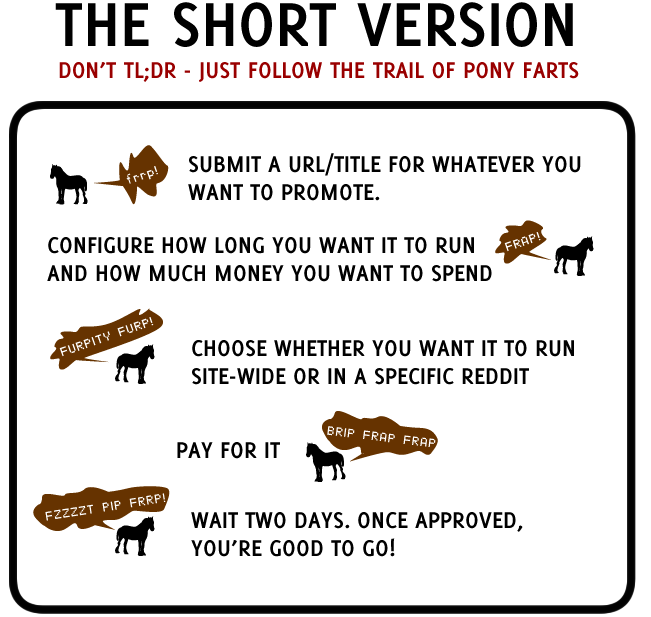 THE SHORT VERSION
DON'T TL;DR - JUST FOLLOW THE TRAIL OF PONY FARTS
frrp!
SUBMIT A URL/TITLE FOR WHATEVER YOU
WANT TO PROMOTE.
CONFIGURE HOW LONG YOU WANT IT TO RUN
AND HOW MUCH MONEY YOU WANT TO SPEND
FRAP!
FURPITY FURP!
CHOOSE WHETHER YOU WANT IT TO RUN
SITE-WIDE OR IN A SPECIFIC REDDIT
PAY FOR IT
BRIP FRAP FRAP
FZZZZT PIP FRRP!
WAIT TWO DAYS. ONCE APPROVED,
YOU'RE GOOD TO GO!